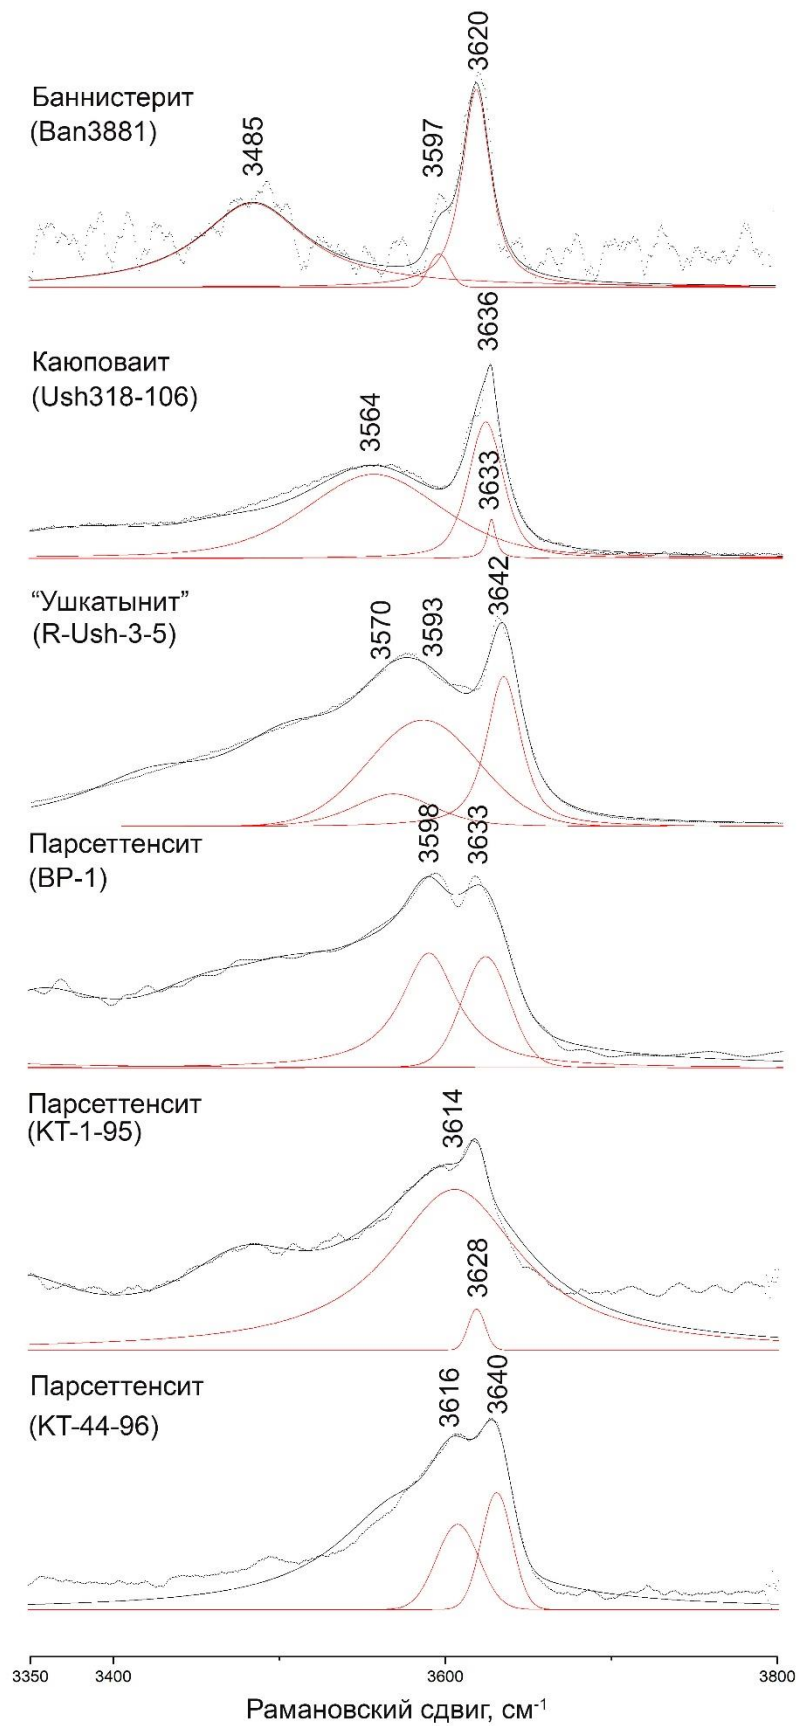 Баннистерит
(Ban3881)
3485
3597
3620
Каюповаит
(Ush318-106)
3564
3636
3633
“Ушкатынит”
(R-Ush-3-5)
3570
3593
3642
Парсеттенсит
(BP-1)
3598
3633
Парсеттенсит
(KT-1-95)
3614
3628
Парсеттенсит
(KT-44-96)
3616
3640
3350 3400 3600 3800
Рамановский сдвиг, см⁻¹